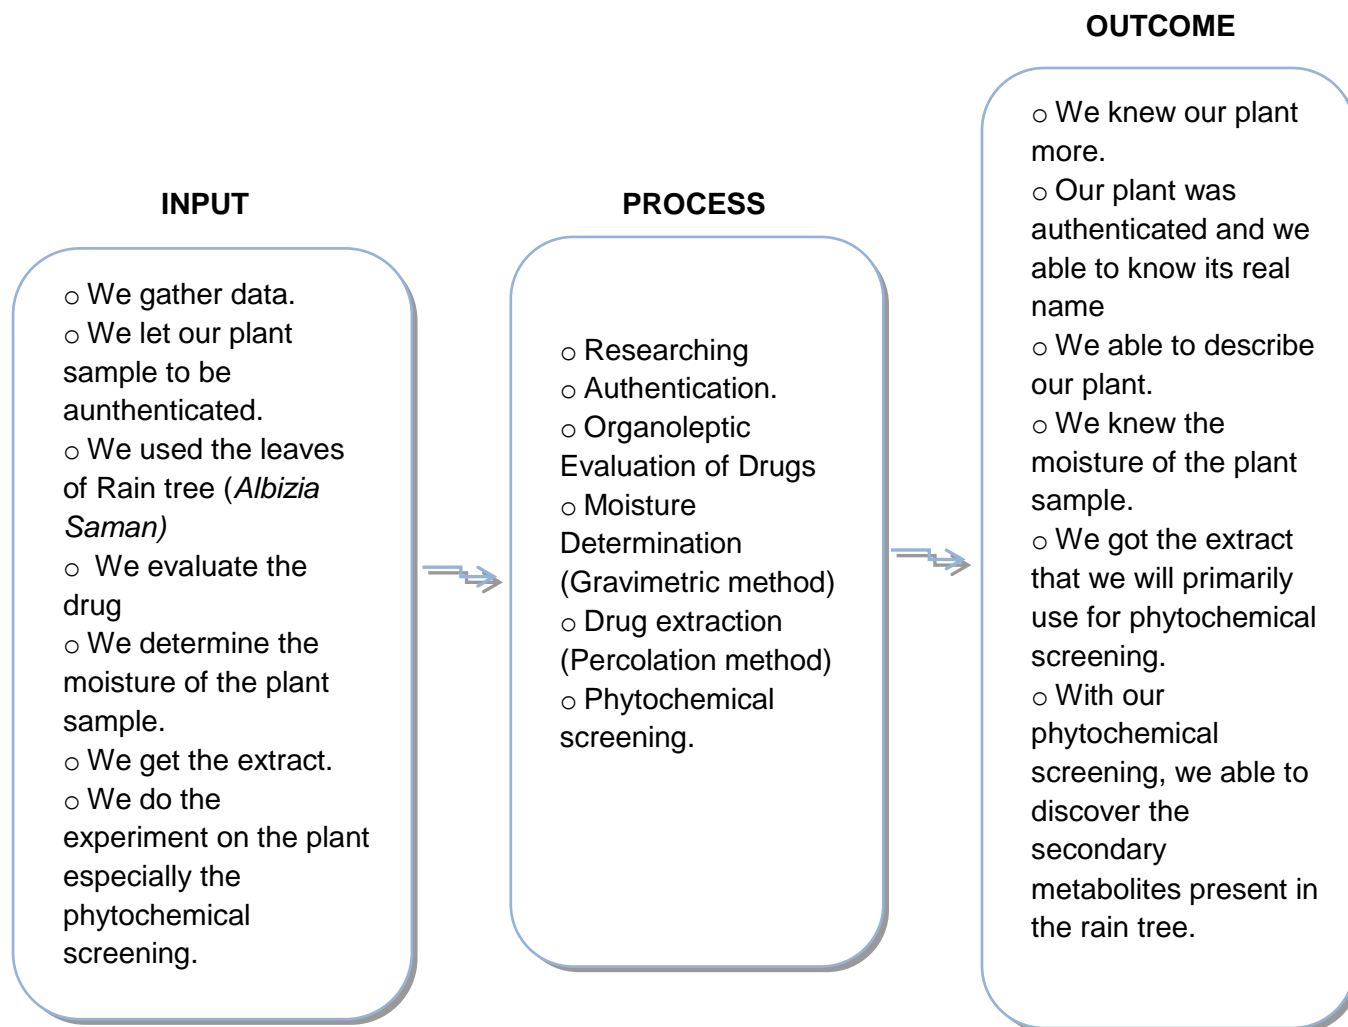 INPUT
○ We gather data.
○ We let our plant
sample to be
aunthenticated.
○ We used the leaves
of Rain tree (Albizia
Saman)
○ We evaluate the
drug
○ We determine the
moisture of the plant
sample.
○ We get the extract.
○ We do the
experiment on the plant
especially the
phytochemical
screening.
PROCESS
○ Researching
○ Authentication.
○ Organoleptic
Evaluation of Drugs
○ Moisture
Determination
(Gravimetric method)
○ Drug extraction
(Percolation method)
○ Phytochemical
screening.
OUTCOME
○ We knew our plant
more.
○ Our plant was
authenticated and we
able to know its real
name
○ We able to describe
our plant.
○ We knew the
moisture of the plant
sample.
○ We got the extract
that we will primarily
use for phytochemical
screening.
○ With our
phytochemical
screening, we able to
discover the
secondary
metabolites present in
the rain tree.